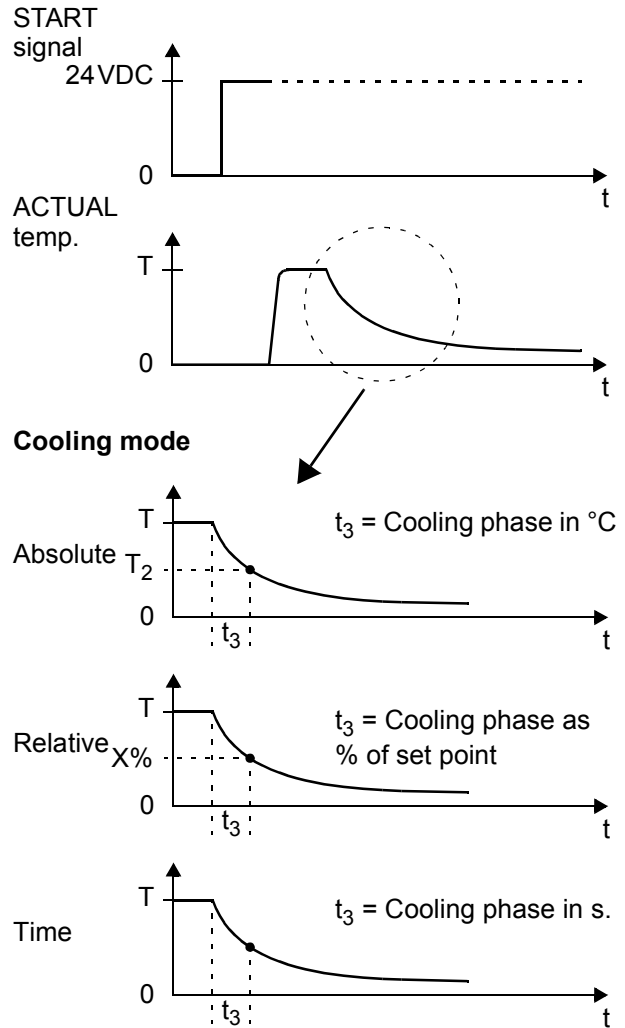 START
signal
24VDC
0
t
ACTUAL
temp.
T
0
t
Cooling mode
T
t₃ = Cooling phase in °C
Absolute
T₂
0
t₃
t
T
t₃ = Cooling phase as
% of set point
Relative
X%
0
t₃
t
T
t₃ = Cooling phase in s.
Time
0
t₃
t